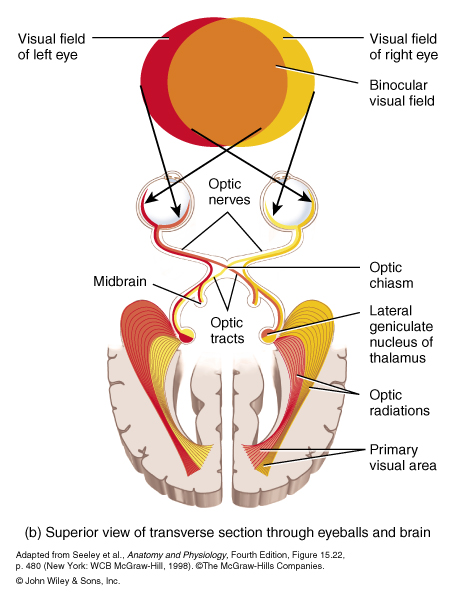 Visual field
of left eye
Visual field
of right eye
Binocular
visual field
Optic
nerves
Midbrain
Optic
chiasm
Optic
tracts
Lateral
geniculate
nucleus of
thalamus
Optic
radiations
Primary
visual area
(b) Superior view of transverse section through eyeballs and brain
Adapted from Seeley et al., Anatomy and Physiology, Fourth Edition, Figure 15.22,
p. 480 (New York: WCB McGraw-Hill, 1998). ©The McGraw-Hills Companies.
© John Wiley & Sons, Inc.